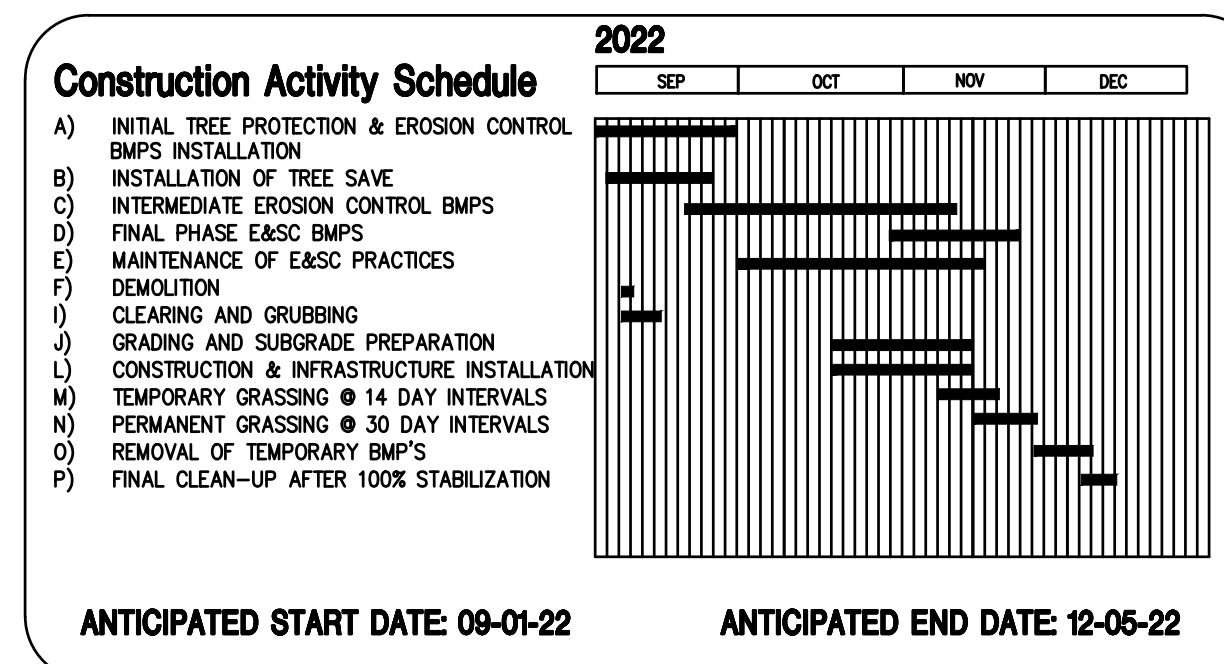 2022
Construction Activity Schedule
SEP OCT NOV DEC
A) INITIAL TREE PROTECTION & EROSION CONTROL
BMPS INSTALLATION
B) INSTALLATION OF TREE SAVE
C) INTERMEDIATE EROSION CONTROL BMPS
D) FINAL PHASE E&SC BMPS
E) MAINTENANCE OF E&SC PRACTICES
F) DEMOLITION
I) CLEARING AND GRUBBING
J) GRADING AND SUBGRADE PREPARATION
L) CONSTRUCTION & INFRASTRUCTURE INSTALLATION
M) TEMPORARY GRASSING @ 14 DAY INTERVALS
N) PERMANENT GRASSING @ 30 DAY INTERVALS
O) REMOVAL OF TEMPORARY BMP'S
P) FINAL CLEAN-UP AFTER 100% STABILIZATION
ANTICIPATED START DATE: 09-01-22 ANTICIPATED END DATE: 12-05-22